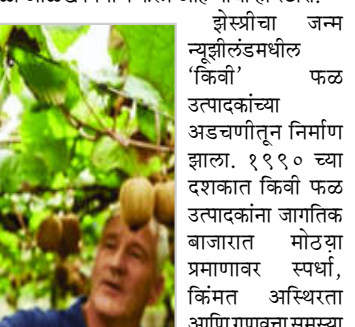 झेस्प्रीचा जन्म
न्यूझीलंडमधील
‘किवी’ फळ
उत्पादकांच्या
अडचणीतून निर्माण
झाला. १९९० च्या
दशकात किवी फळ
उत्पादकांना जागतिक
बाजारात मोठया़
प्रमाणावर स्पर्धा,
किंमत अस्थिरता
आणि गुणवत्ता समस्या